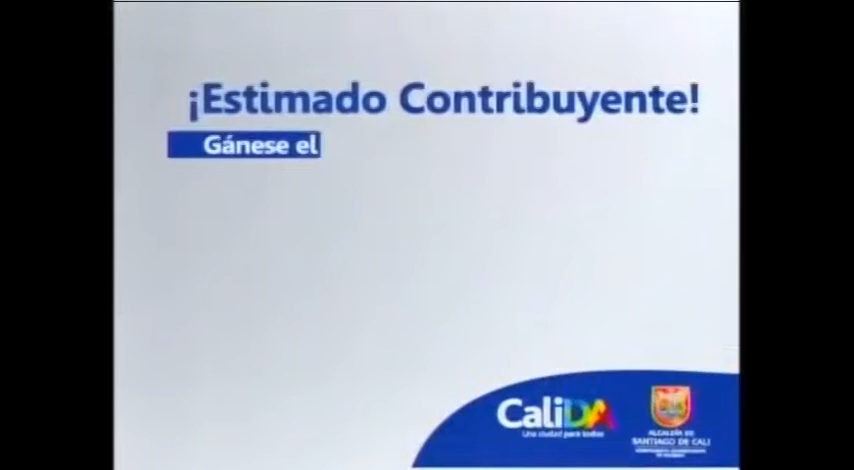 ¡Estimado Contribuyente!
Gánese el
CaliDA
Una ciudad para todos
ALCALDÍA DE
SANTIAGO DE CALI